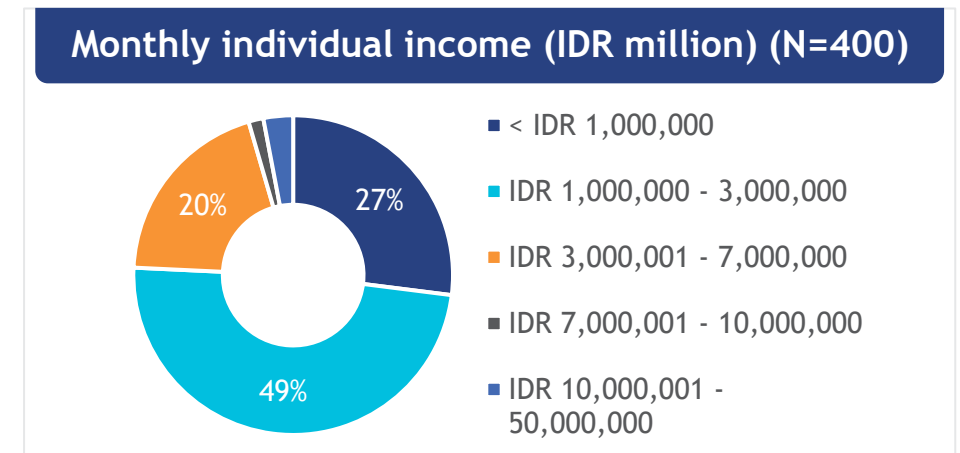 Monthly individual income (IDR million) (N=400)
< IDR 1,000,000
27%
IDR 1,000,000 - 3,000,000
20%
IDR 3,000,001 - 7,000,000
IDR 7,000,001 - 10,000,000
49%
IDR 10,000,001 -
50,000,000